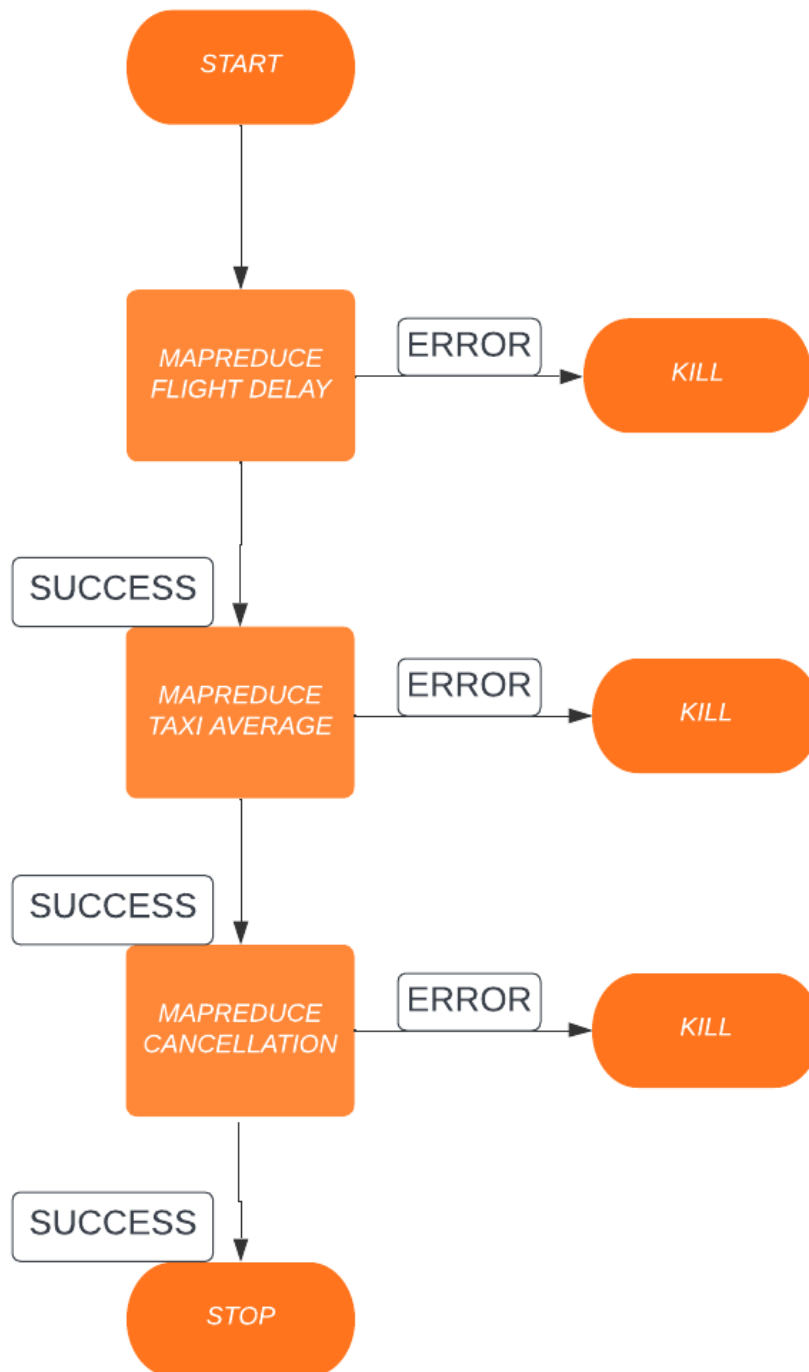 START
MAPREDUCE
FLIGHT DELAY
ERROR
KILL
SUCCESS
MAPREDUCE
TAXI AVERAGE
ERROR
KILL
SUCCESS
MAPREDUCE
CANCELLATION
ERROR
KILL
SUCCESS
STOP